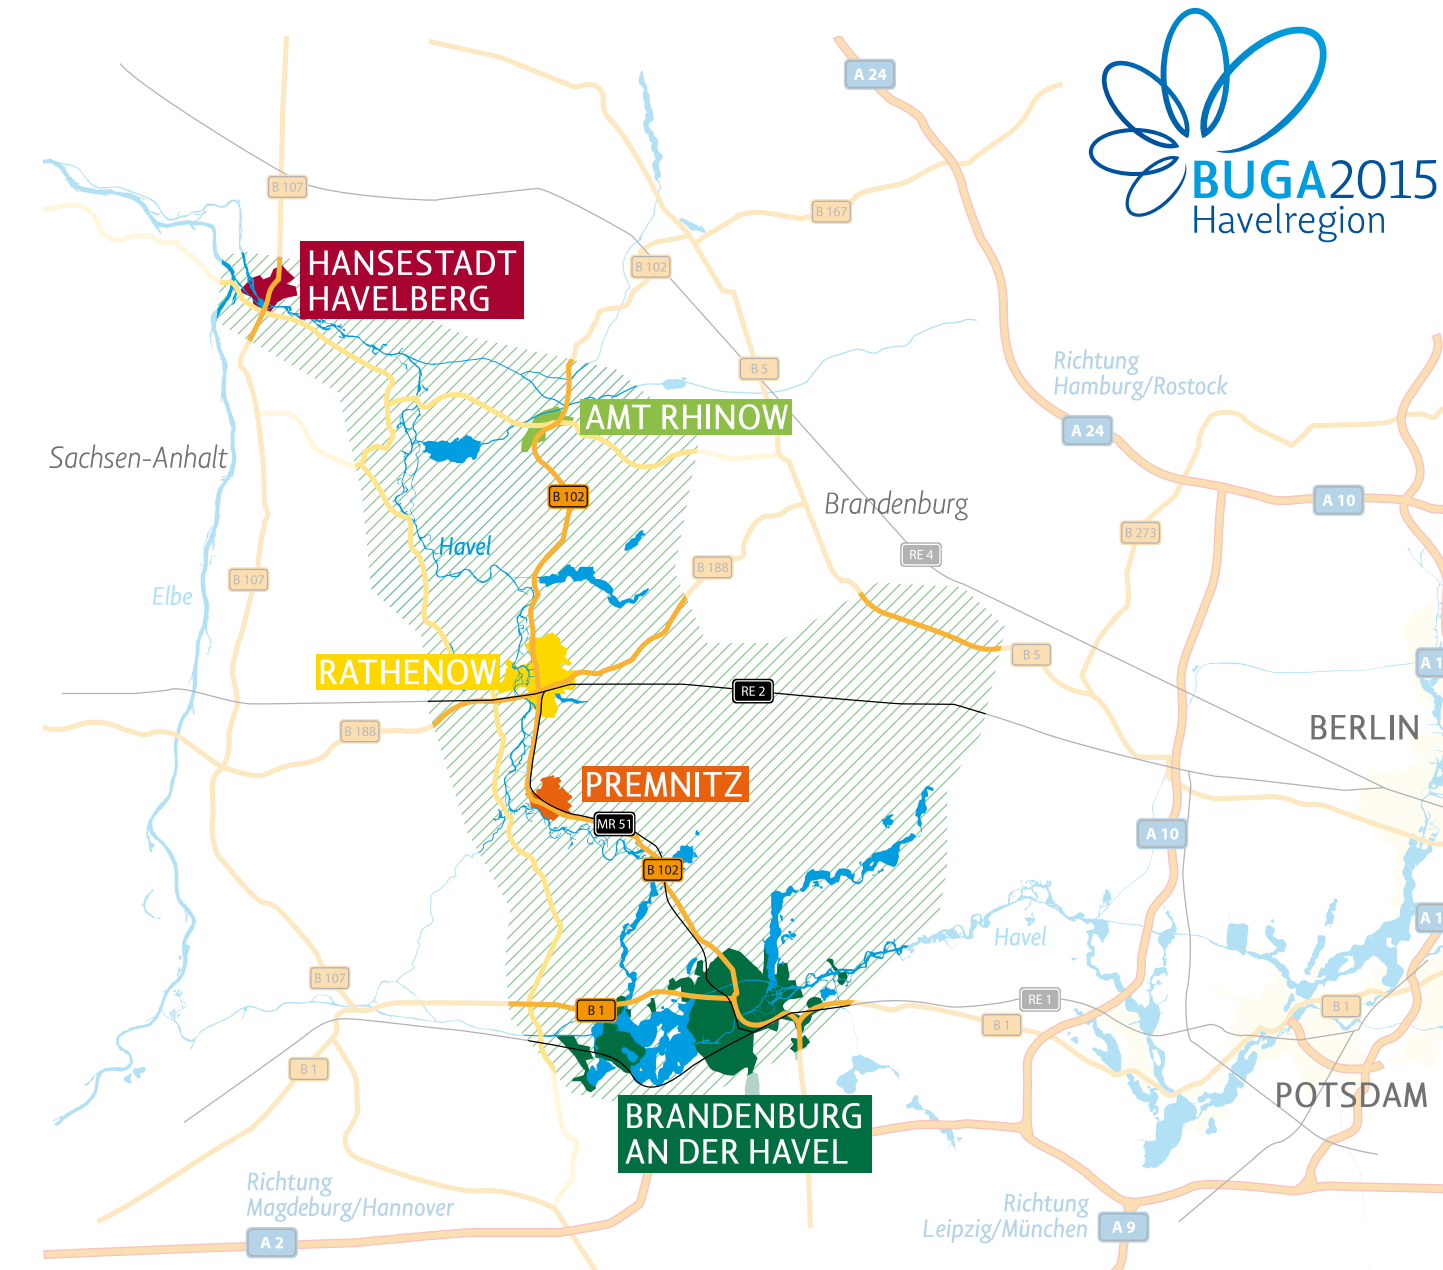 A 24
BUGA2015
Havelregion
B 107
B 167
HANSESTADT
HAVELBERG
B 102
B 5
Richtung
Hamburg/Rostock
AMT RHINOW
A 24
Sachsen-Anhalt
B 102
Brandenburg
A 10
Havel
RE 4
B 273
B 188
B 107
Elbe
RATHENOW
RE 2
B 5
A 1
B 188
BERLIN
PREMNITZ
MR 51
A 10
B 102
A 1
Havel
B 107
B 1
RE 1
B 1
B 1
B 1
POTSDAM
BRANDENBURG
AN DER HAVEL
Richtung
Magdeburg/Hannover
Richtung
Leipzig/München
A 9
A 2